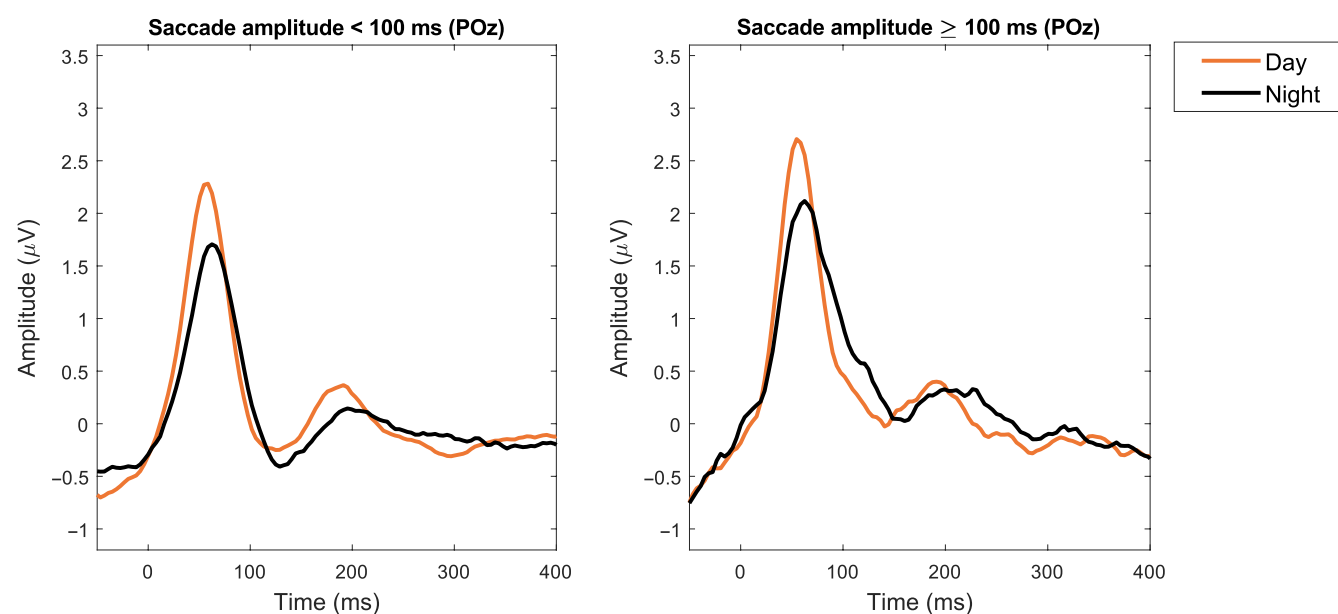 Saccade amplitude < 100 ms (POz)
3.5
3
2.5
2
1.5
1
0.5
0
−0.5
−1
Amplitude (μV)
0 100 200 300 400
Time (ms)
Saccade amplitude ≥ 100 ms (POz)
3.5
3
2.5
2
1.5
1
0.5
0
−0.5
−1
Amplitude (μV)
0 100 200 300 400
Time (ms)
Day
Night